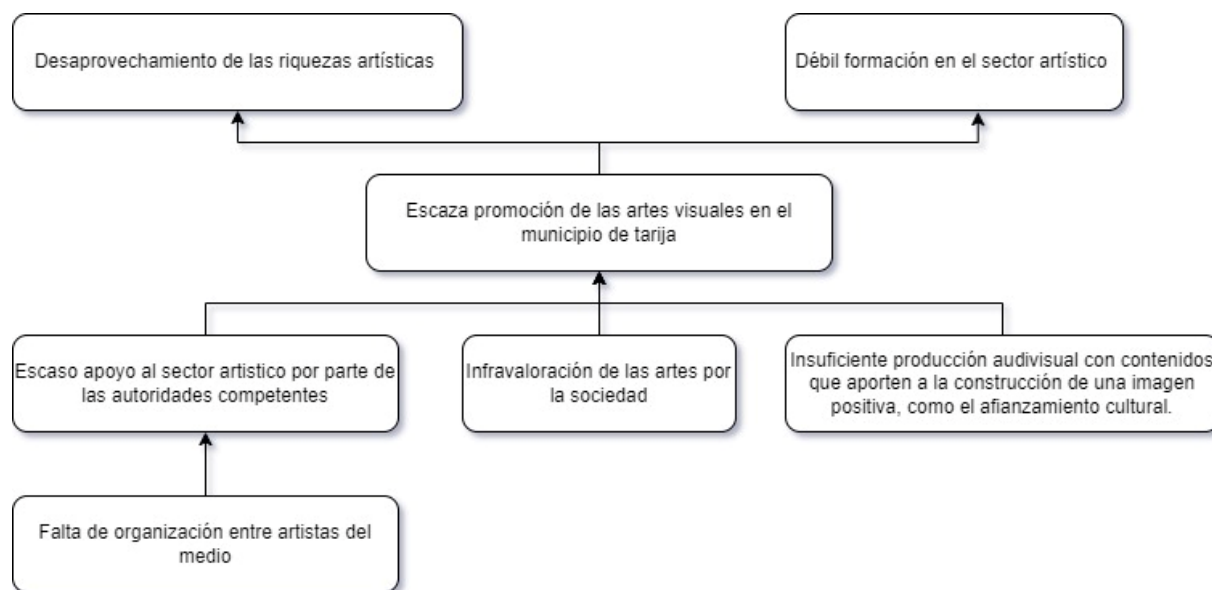 Desaprovechamiento de las riquezas artísticas
Débil formación en el sector artístico
Escaza promoción de las artes visuales en el
municipio de tarija
Escaso apoyo al sector artistico por parte de
las autoridades competentes
Infravaloración de las artes por
la sociedad
Insuficiente producción audivisual con contenidos
que aporten a la construcción de una imagen
positiva, como el afianzamiento cultural.
Falta de organización entre artistas del
medio